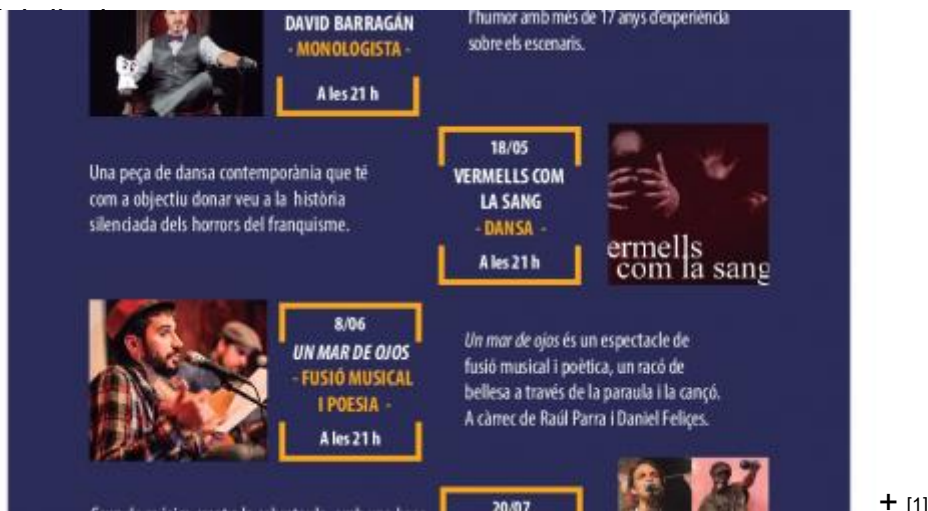 DAVID BARRAGÁN
- MONOLOGISTA -
A les 21 h
l'humor amb més de 17 anys d'experiència
sobre els escenaris.
Una peça de dansa contemporània que té
com a objectiu donar veu a la història
silenciada dels horrors del franquisme.
18/05
VERMELLS COM
LA SANG
- DANSA -
A les 21 h
ermells
com la sang
8/06
UN MAR DE OJOS
- FUSIÓ MUSICAL
I POESIA -
A les 21 h
Un mar de ojos és un espectacle de
fusió musical i poètica, un racó de
bellesa a través de la paraula i la cançó.
A càrrec de Raúl Parra i Daniel Feliçes.
20/07
+ [1]